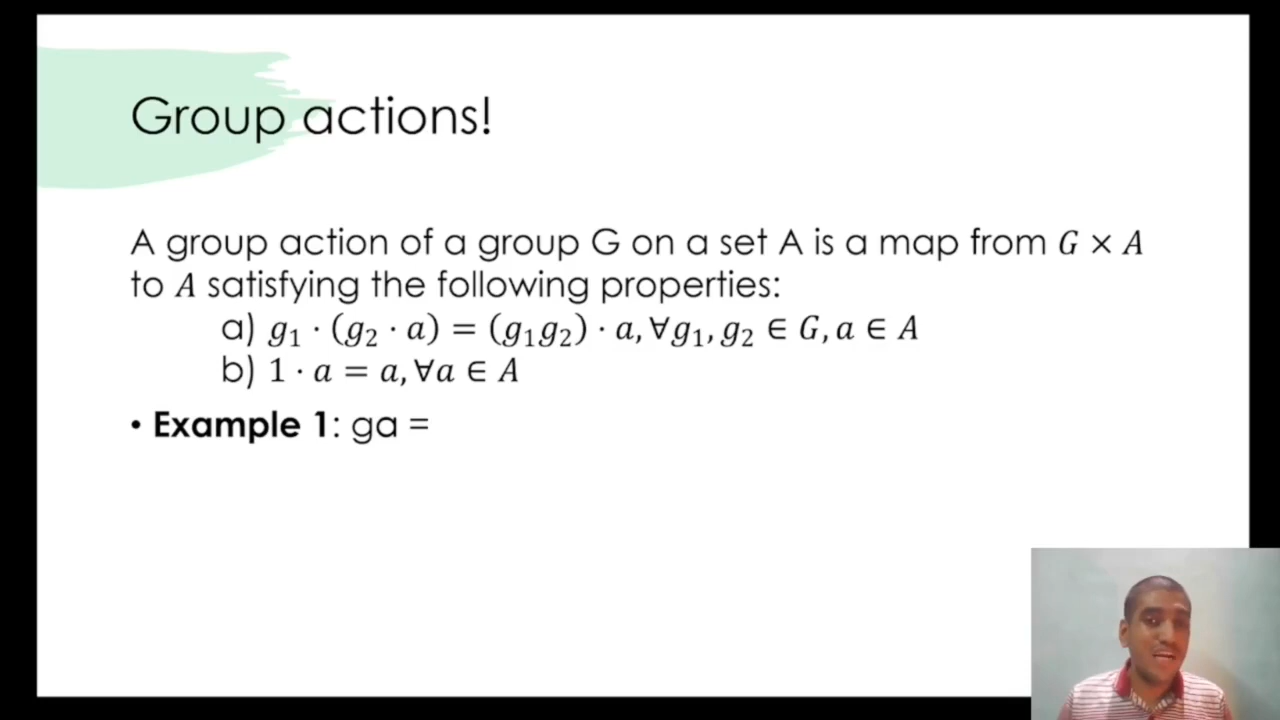 Group actions!
A group action of a group G on a set A is a map from G × A
to A satisfying the following properties:
a) g₁ · (g₂ · a) = (g₁g₂) · a, ∀g₁, g₂ ∈ G, a ∈ A
b) 1 · a = a, ∀a ∈ A
• Example 1: ga =